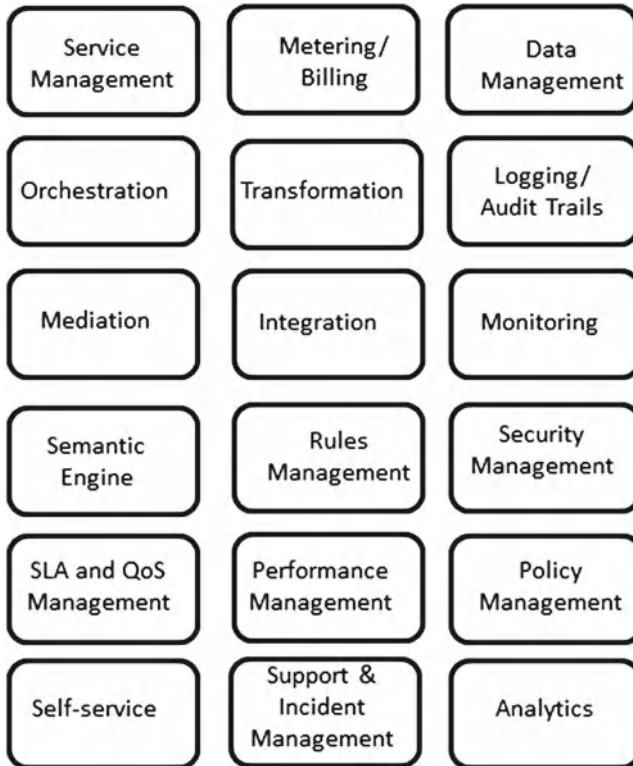 Service
Management
Metering/
Billing
Data
Management
Orchestration
Transformation
Logging/
Audit Trails
Mediation
Integration
Monitoring
Semantic
Engine
Rules
Management
Security
Management
SLA and QoS
Management
Performance
Management
Policy
Management
Self-service
Support &
Incident
Management
Analytics